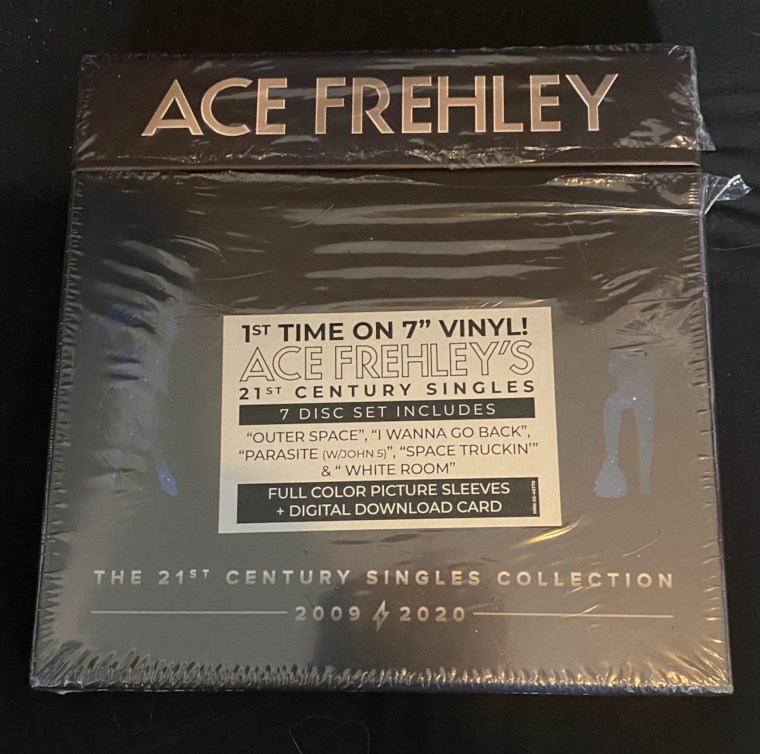 ACE FREHLEY
1ST TIME ON 7” VINYL!
ACE FREHLEY’S
21ST CENTURY SINGLES
7 DISC SET INCLUDES
“OUTER SPACE”, “I WANNA GO BACK”,
“PARASITE (W/JOHN 5)”, “SPACE TRUCKIN’”
& “ WHITE ROOM”
FULL COLOR PICTURE SLEEVES
+ DIGITAL DOWNLOAD CARD
THE 21ST CENTURY SINGLES COLLECTION
2009 2020